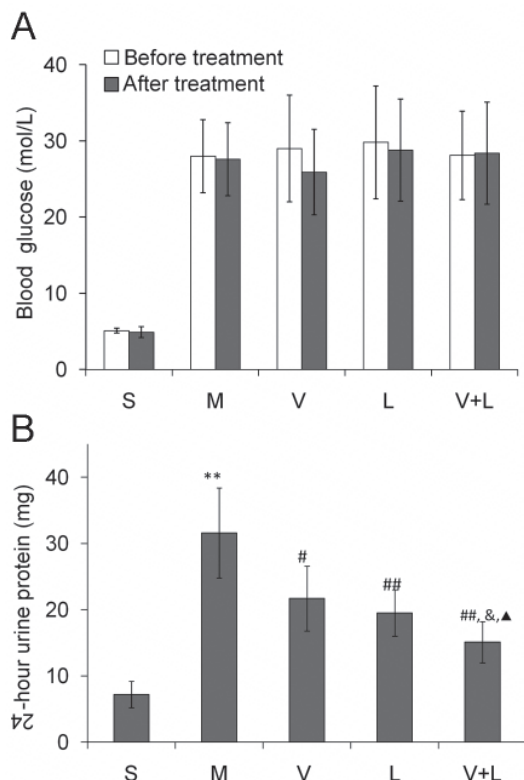 A
Before treatment
After treatment
Blood glucose (mol/L)
40
30
20
10
0
S M V L V+L
B
24-hour urine protein (mg)
40
30
20
10
0
**
#
##
##, &, ▲
S M V L V+L